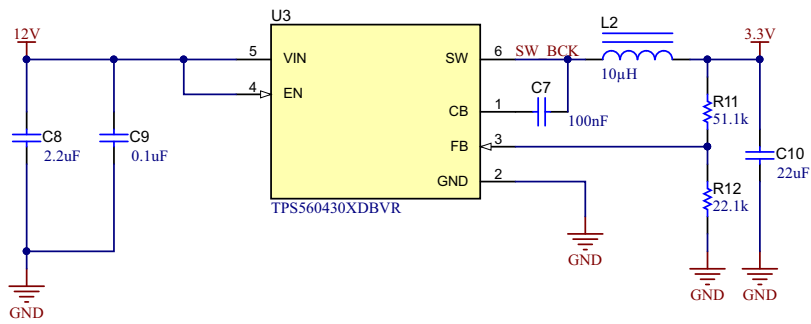 U3
12V
5
VIN
SW
6
SW_BCK
L2
10µH
3.3V
4
EN
C7
CB
1
100nF
R11
51.1k
C8
2.2uF
C9
0.1uF
FB
3
C10
22uF
GND
2
R12
22.1k
TPS560430XDBVR
GND
GND
GND
GND